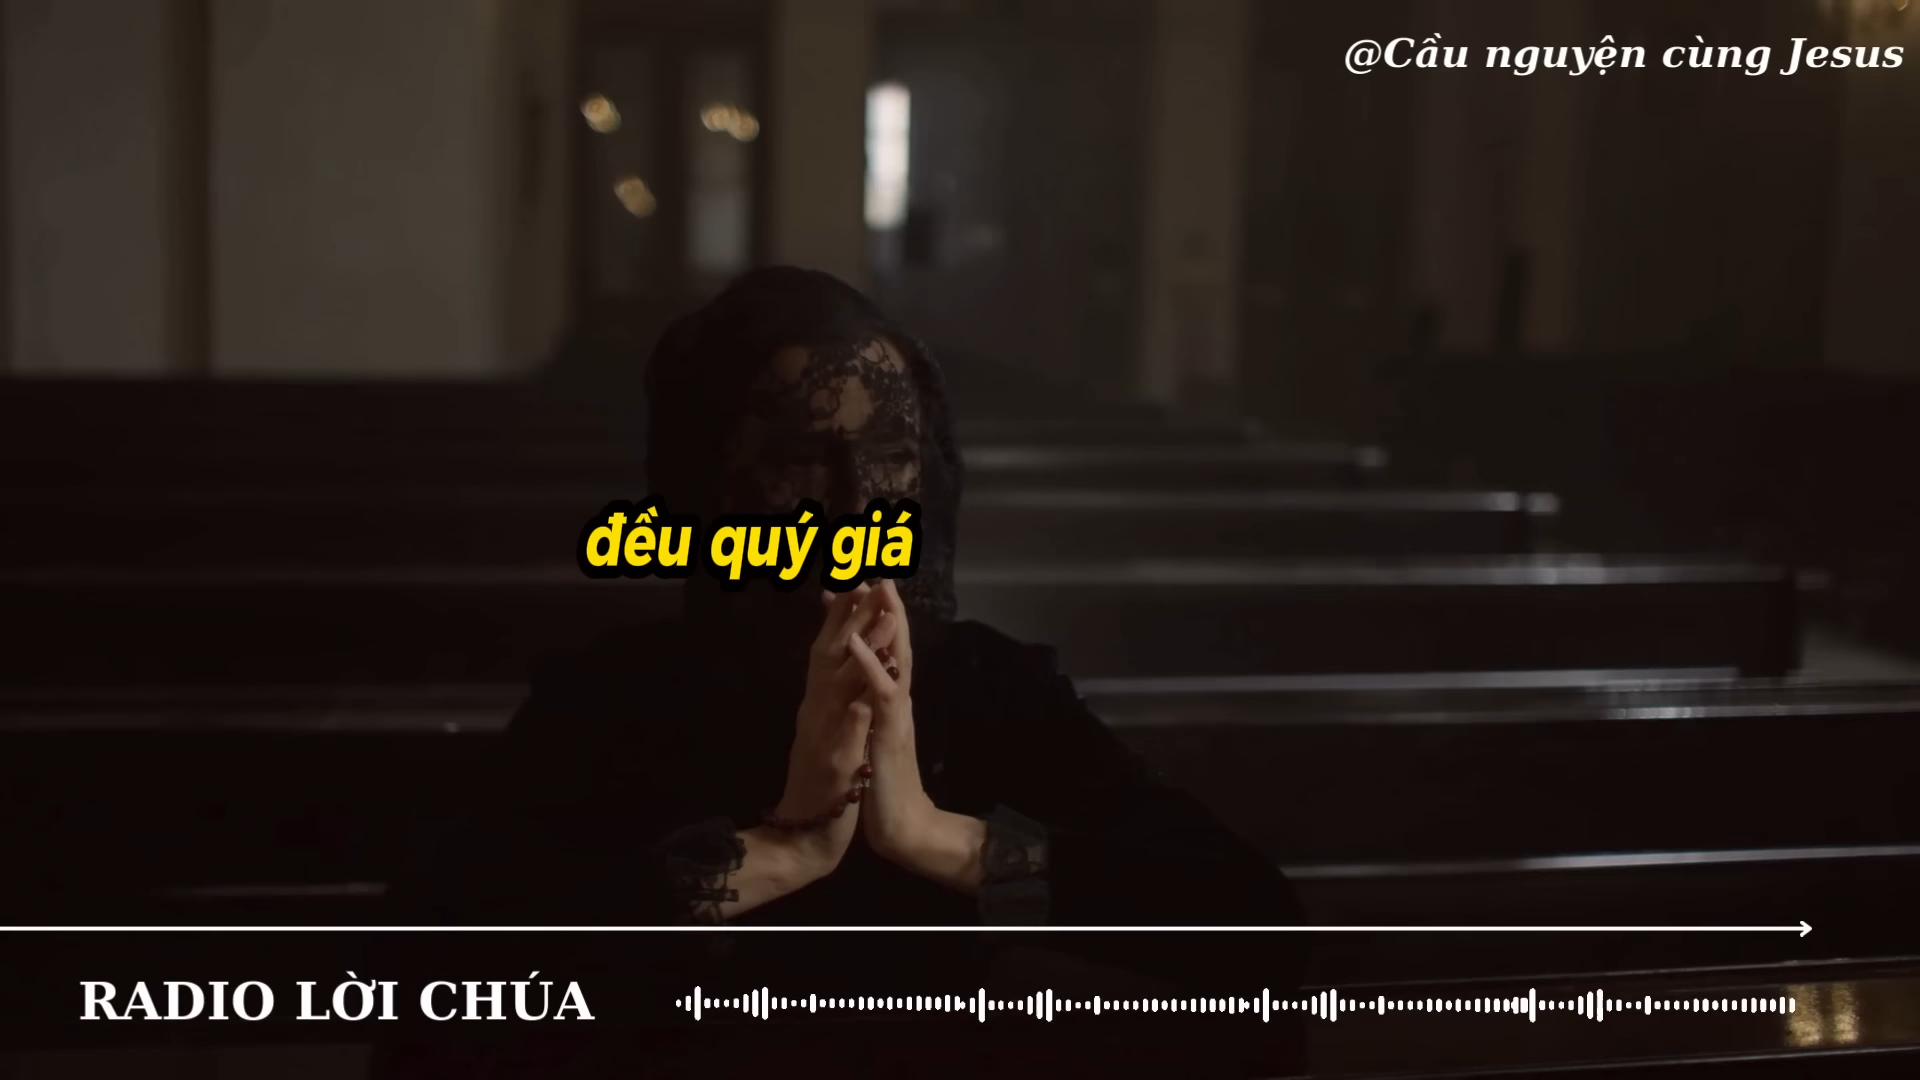 @Cầu nguyện cùng Jesus
đều quý giá
RADIO LỜI CHÚA